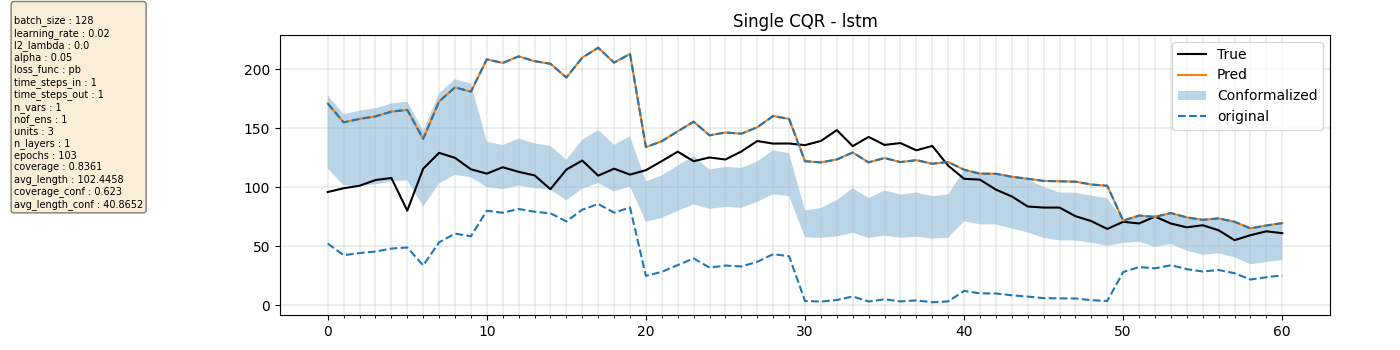 Single CQR - lstm
batch_size : 128
learning_rate : 0.02
l2_lambda : 0.0
alpha : 0.05
loss_func : pb
time_steps_in : 1
time_steps_out : 1
n_vars : 1
nof_ens : 1
units : 3
n_layers : 1
epochs : 103
coverage : 0.8361
avg_length : 102.4458
coverage_conf : 0.623
avg_length_conf : 40.8652
200
150
100
50
0
True
Pred
Conformalized
original
0 10 20 30 40 50 60